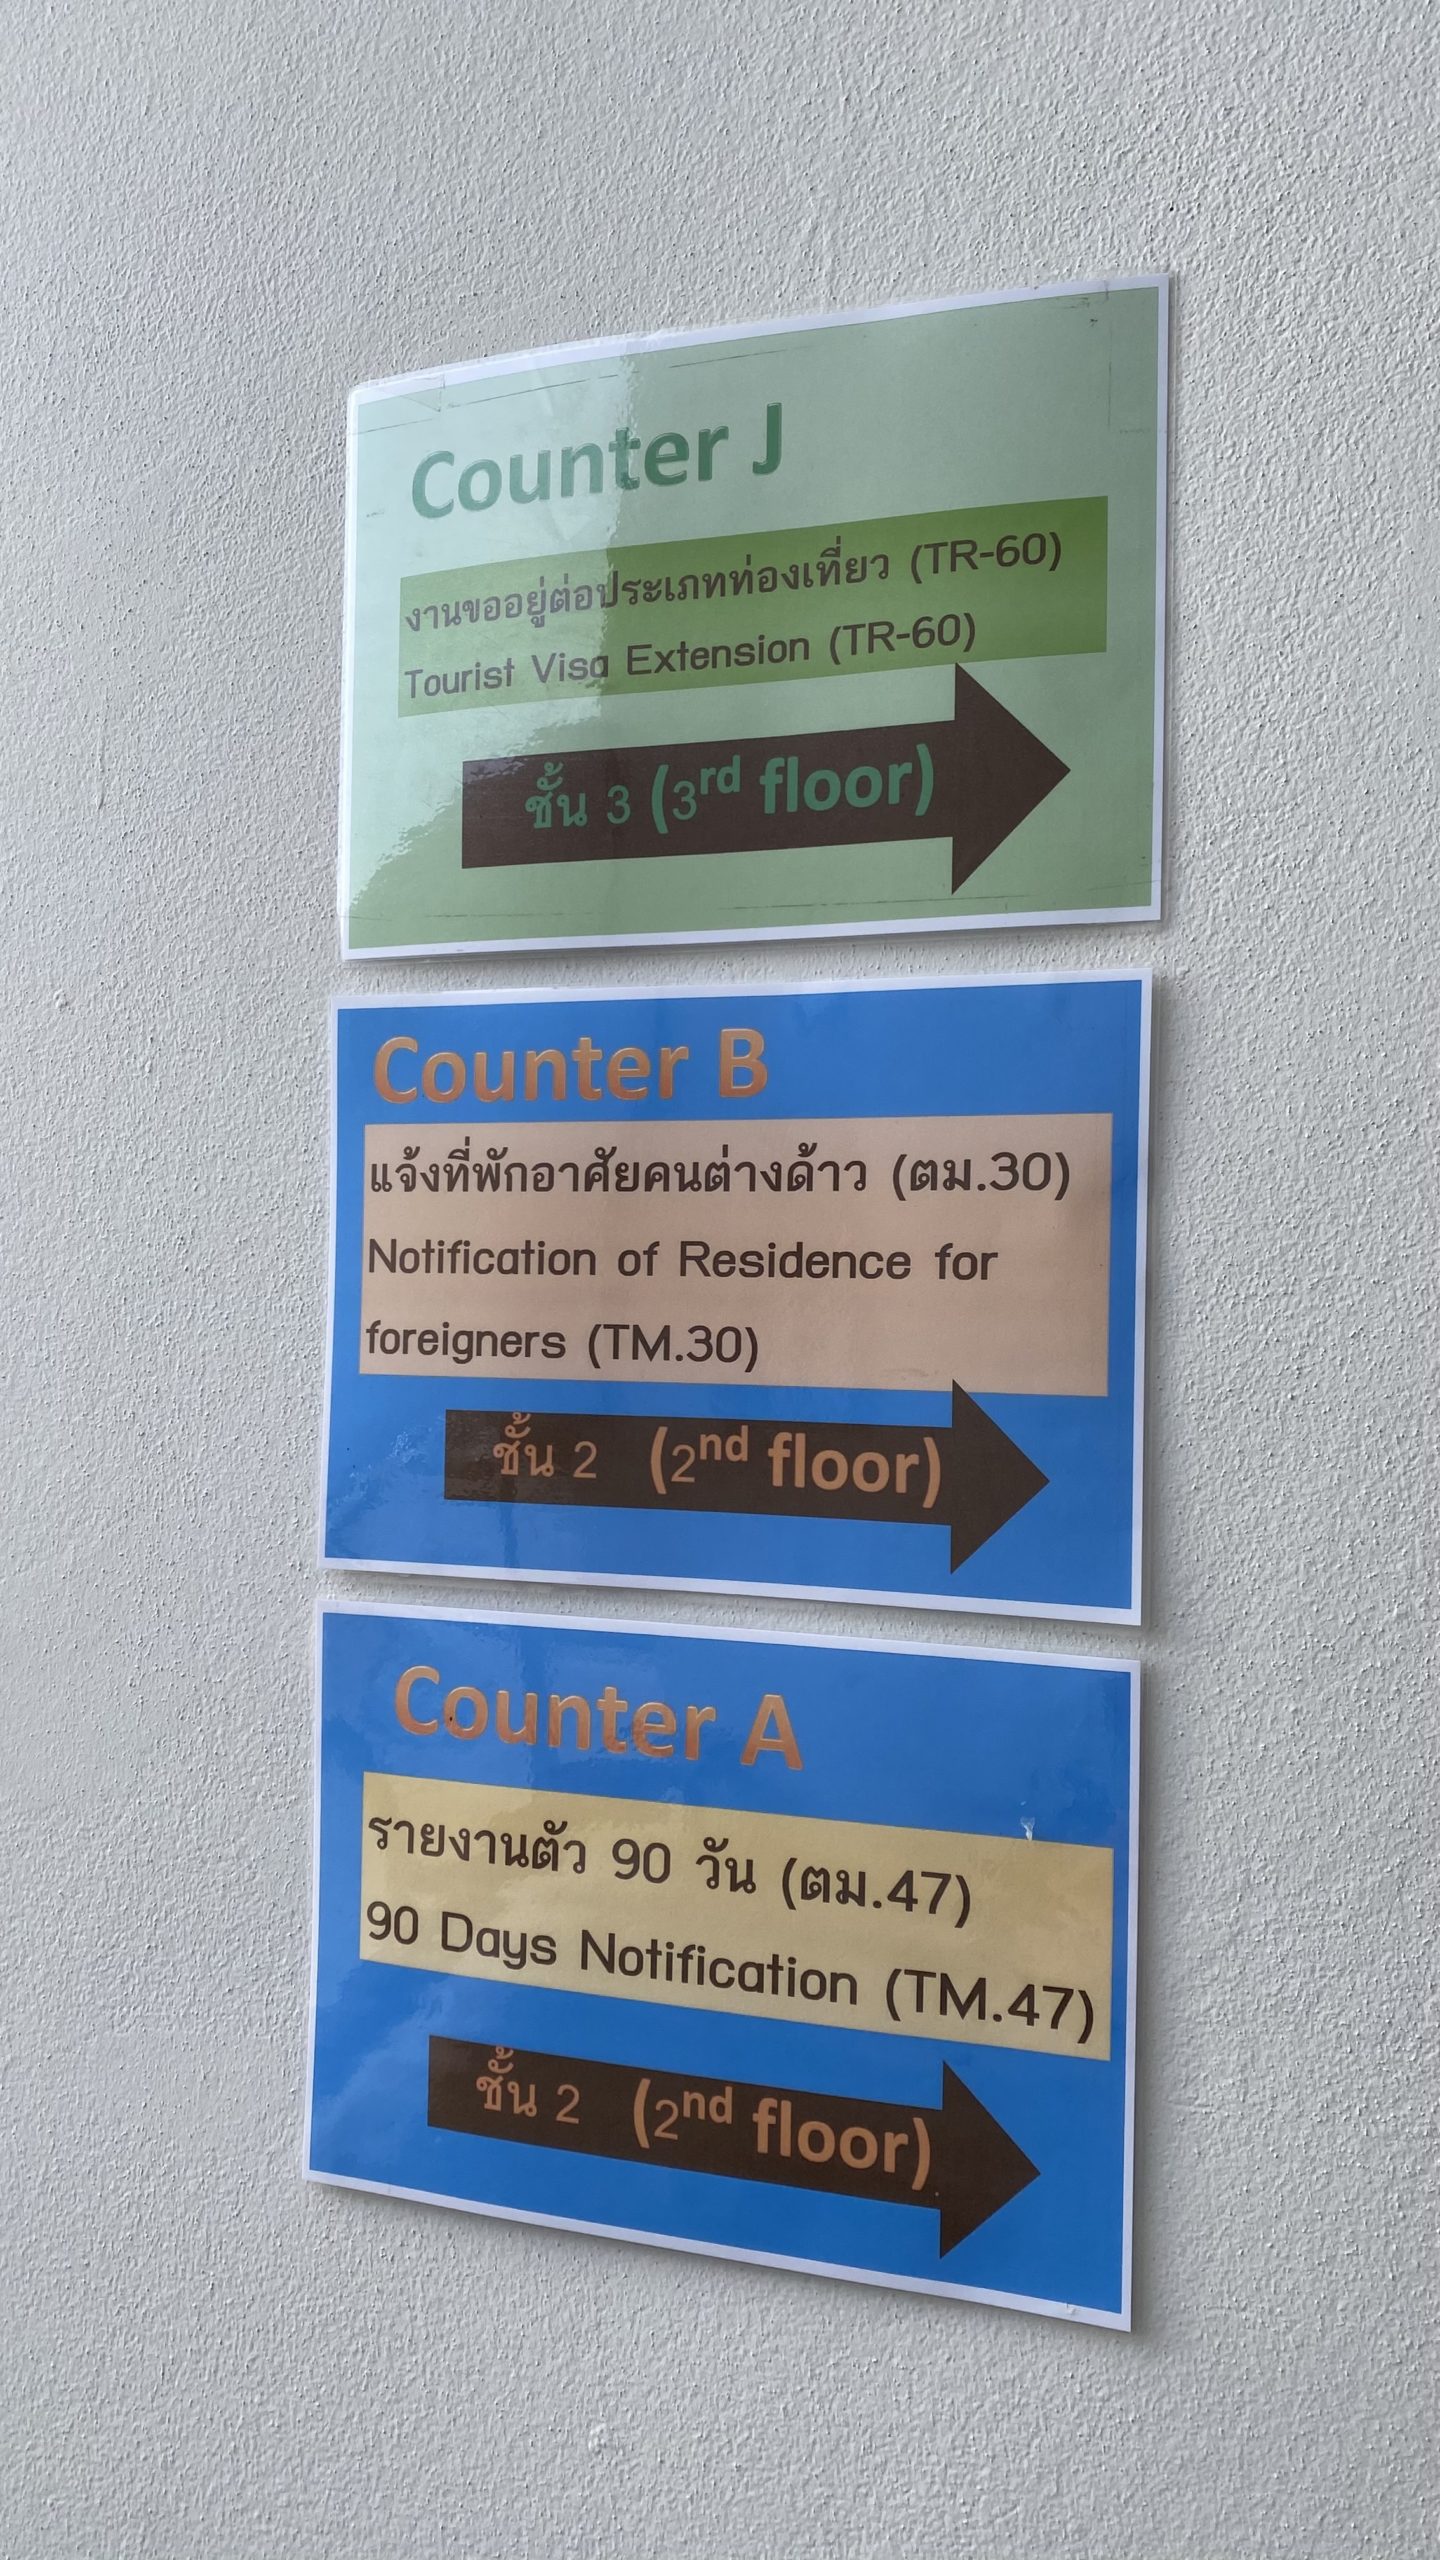 Counter J
งานขออยู่ต่อประเภทท่องเที่ยว (TR-60)
Tourist Visa Extension (TR-60)
ชั้น 3 (3rd floor)
Counter B
แจ้งที่พักอาศัยคนต่างด้าว (ตม.30)
Notification of Residence for
foreigners (TM.30)
ชั้น 2 (2nd floor)
Counter A
รายงานตัว 90 วัน (ตม.47)
90 Days Notification (TM.47)
ชั้น 2 (2nd floor)